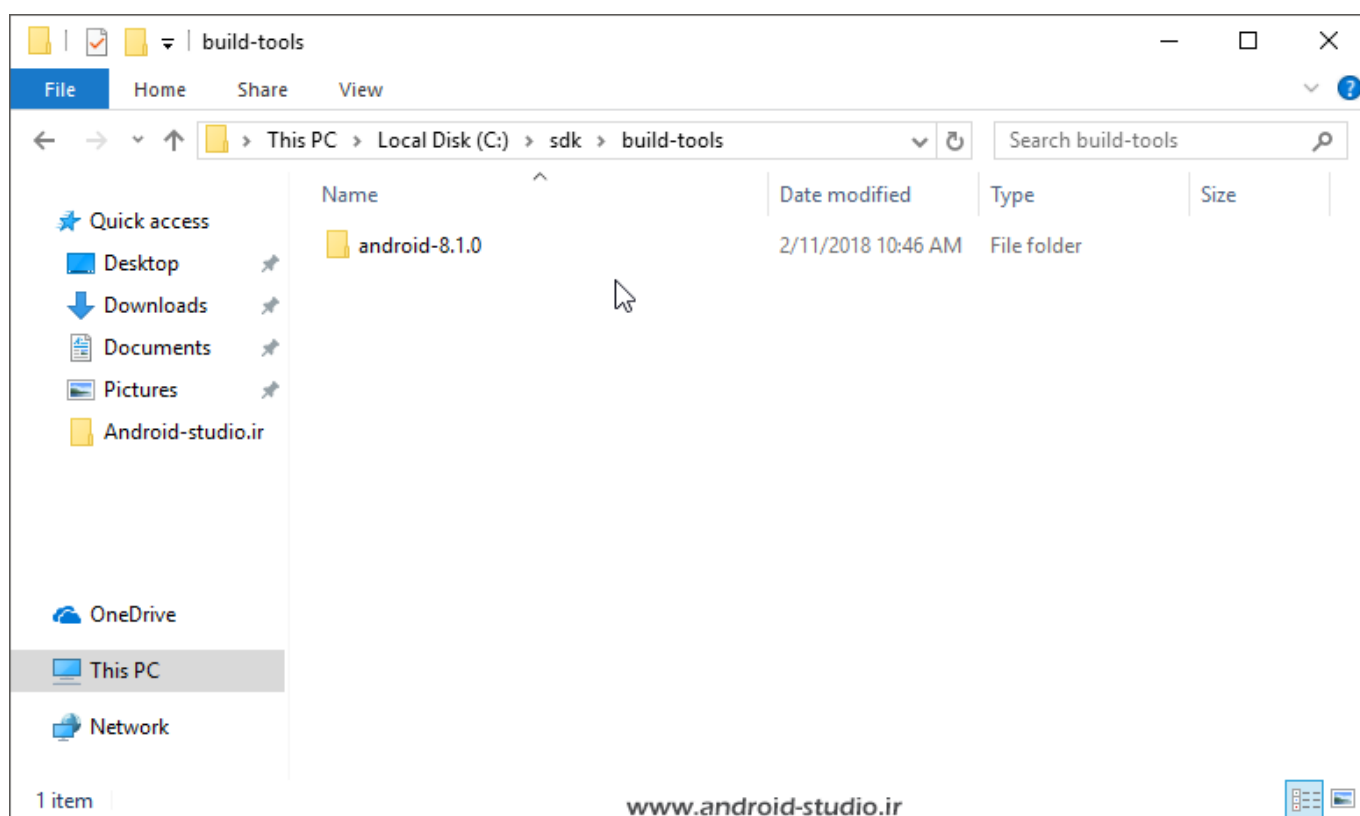 build-tools
File Home Share View
This PC Local Disk (C:) sdk build-tools Search build-tools
Name Date modified Type Size
Quick access
android-8.1.0 2/11/2018 10:46 AM File folder
Desktop
Downloads
Documents
Pictures
Android-studio.ir
OneDrive
This PC
Network
1 item
www.android-studio.ir